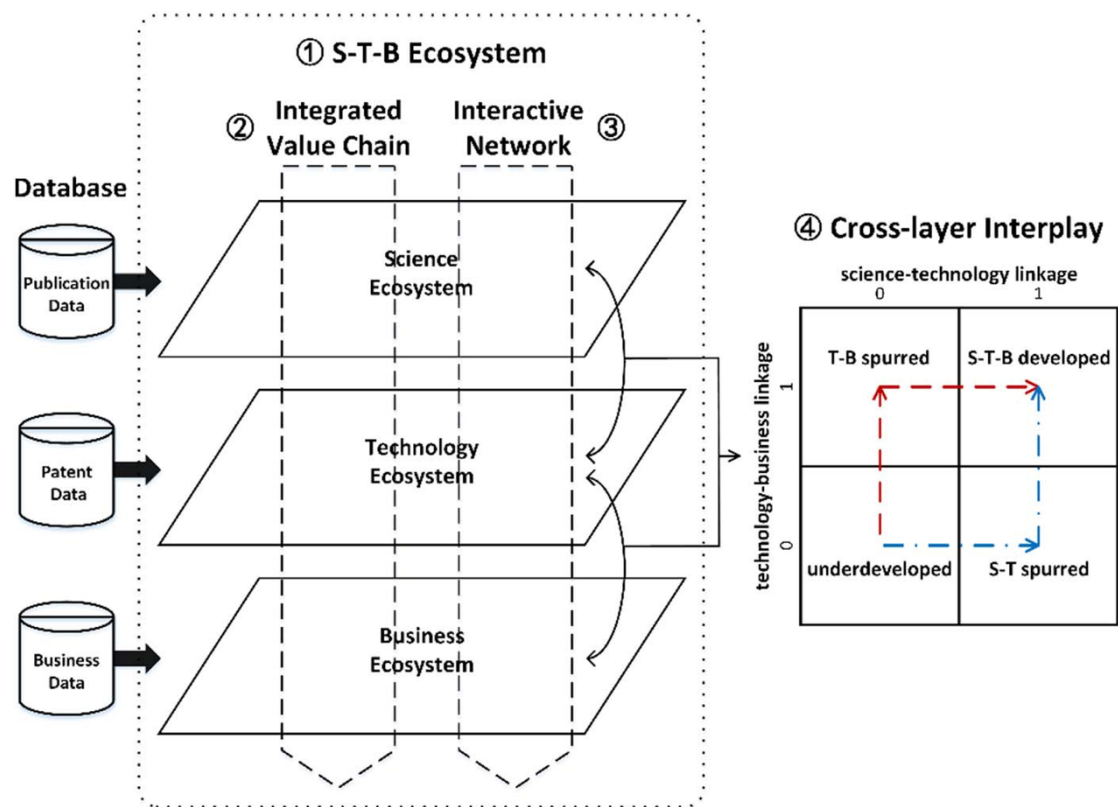 ① S-T-B Ecosystem
②
Integrated
Value Chain
Interactive
Network
③
Database
Publication
Data
Science
Ecosystem
Patent
Data
Technology
Ecosystem
Business
Data
Business
Ecosystem
④ Cross-layer Interplay
science-technology linkage
0 1
technology-business linkage
1
0
T-B spurred
S-T-B developed
underdeveloped
S-T spurred